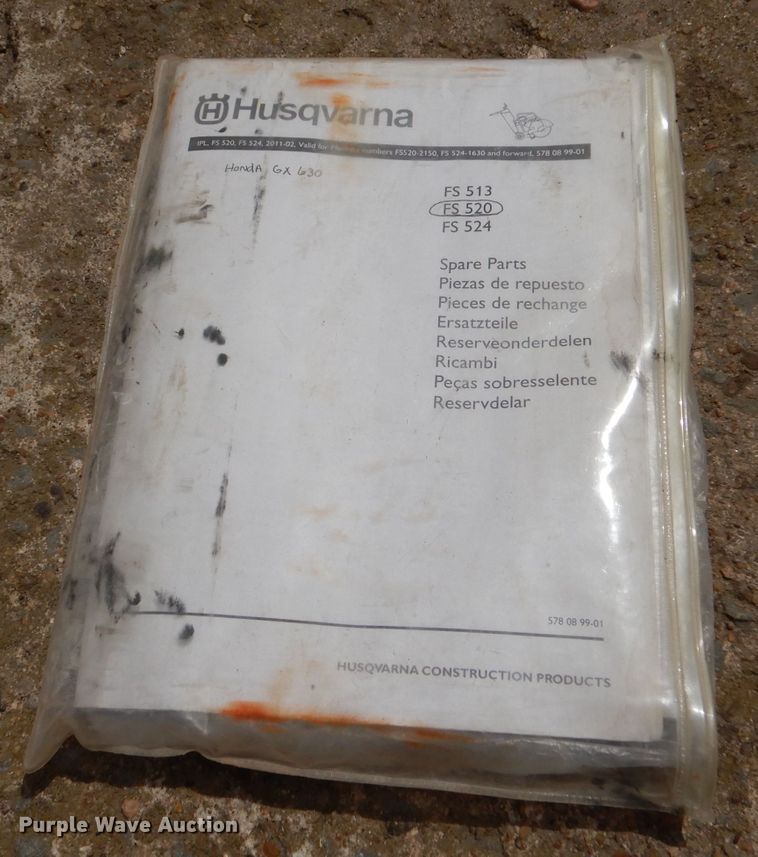 Husqvarna
IPL, FS 520, FS 524, 2011-02, Valid for numbers FS520-2150, FS 524-1630 and forward, 578 08 99-01
HondA GX 630
FS 513
FS 520
FS 524
Spare Parts
Piezas de repuesto
Pieces de rechange
Ersatzteile
Reserveonderdelen
Ricambi
Peças sobresselente
Reservdelar
578 08 99-01
HUSQVARNA CONSTRUCTION PRODUCTS
Purple Wave Auction